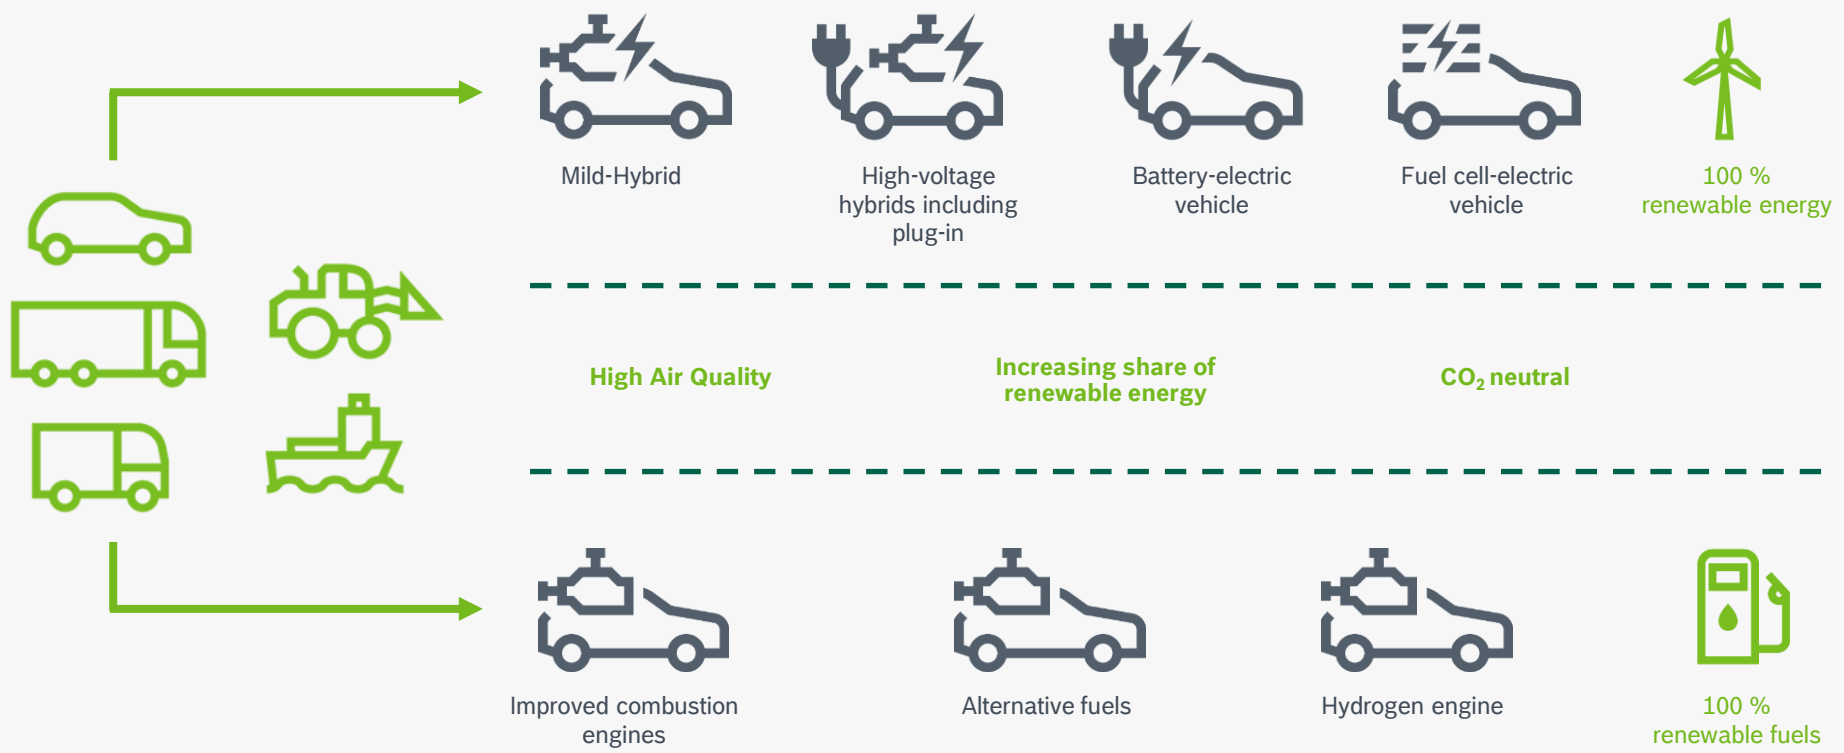 Mild-Hybrid
High-voltage
hybrids including
plug-in
Battery-electric
vehicle
Fuel cell-electric
vehicle
100 %
renewable energy
High Air Quality
Increasing share of
renewable energy
CO₂ neutral
Improved combustion
engines
Alternative fuels
Hydrogen engine
100 %
renewable fuels